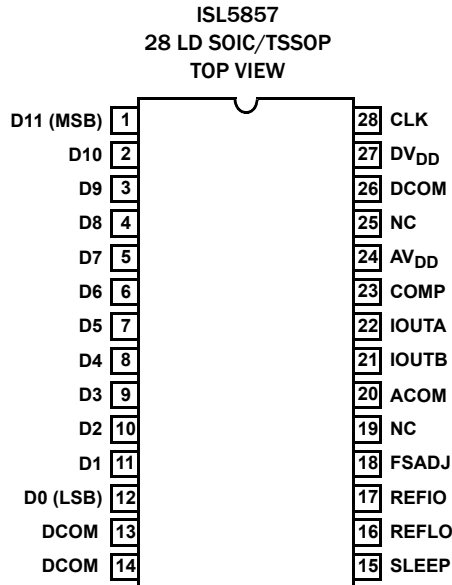 ISL5857
28 LD SOIC/TSSOP
TOP VIEW
D11 (MSB) 1 28 CLK
D10 2 27 DVDD
D9 3 26 DCOM
D8 4 25 NC
D7 5 24 AVDD
D6 6 23 COMP
D5 7 22 IOUTA
D4 8 21 IOUTB
D3 9 20 ACOM
D2 10 19 NC
D1 11 18 FSADJ
D0 (LSB) 12 17 REFIO
DCOM 13 16 REFLO
DCOM 14 15 SLEEP